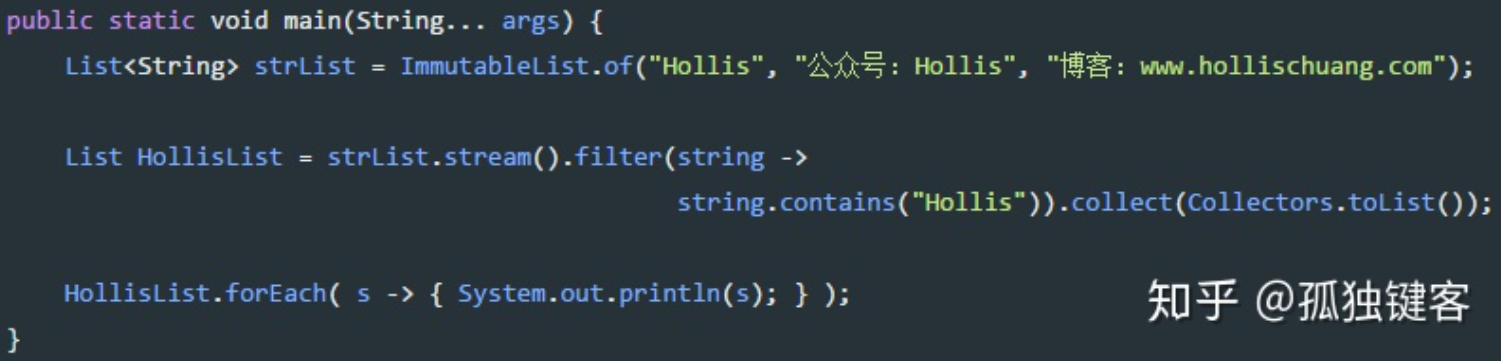 public static void main(String... args) {
    List<String> strList = ImmutableList.of("Hollis", "公众号：Hollis", "博客：www.hollischuang.com");
    List HollisList = strList.stream().filter(string ->
                                      string.contains("Hollis")).collect(Collectors.toList());
    HollisList.forEach( s -> { System.out.println(s); } );
}
知乎 @孤独键客